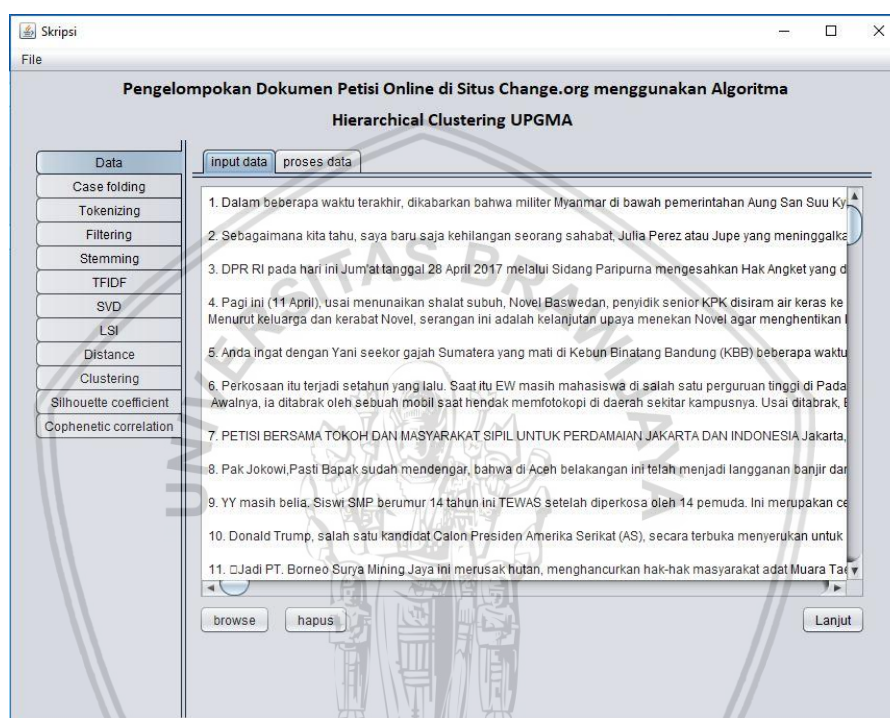 Skripsi
File
Pengelompokan Dokumen Petisi Online di Situs Change.org menggunakan Algoritma
Hierarchical Clustering UPGMA
Data
Case folding
Tokenizing
Filtering
Stemming
TFIDF
SVD
LSI
Distance
Clustering
Silhouette coefficient
Cophenetic correlation
input data
proses data
1. Dalam beberapa waktu terakhir, dikabarkan bahwa militer Myanmar di bawah pemerintahan Aung San Suu Ky
2. Sebagaimana kita tahu, saya baru saja kehilangan seorang sahabat, Julia Perez atau Jupe yang meninggalka
3. DPR RI pada hari ini Jum'at tanggal 28 April 2017 melalui Sidang Paripurna mengesahkan Hak Angket yang d
4. Pagi ini (11 April), usai menunaikan shalat subuh, Novel Baswedan, penyidik senior KPK disiram air keras ke
Menurut keluarga dan kerabat Novel, serangan ini adalah kelanjutan upaya menekan Novel agar menghentikan
5. Anda ingat dengan Yani seekor gajah Sumatera yang mati di Kebun Binatang Bandung (KBB) beberapa waktu
6. Perkosaan itu terjadi setahun yang lalu. Saat itu EW masih mahasiswa di salah satu perguruan tinggi di Pada
Awalnya, ia ditabrak oleh sebuah mobil saat hendak memfotokopi di daerah sekitar kampusnya. Usai ditabrak, E
7. PETISI BERSAMA TOKOH DAN MASYARAKAT SIPIL UNTUK PERDAMAIAN JAKARTA DAN INDONESIA Jakarta,
8. Pak Jokowi,Pasti Bapak sudah mendengar, bahwa di Aceh belakangan ini telah menjadi langganan banjir dar
9. YY masih belia. Siswi SMP berumur 14 tahun ini TEWAS setelah diperkosa oleh 14 pemuda. Ini merupakan ce
10. Donald Trump, salah satu kandidat Calon Presiden Amerika Serikat (AS), secara terbuka menyerukan untuk
11. □Jadi PT. Borneo Surya Mining Jaya ini merusak hutan, menghancurkan hak-hak masyarakat adat Muara Tae
browse
hapus
Lanjut
UNIVERSITAS BRAWIJAYA